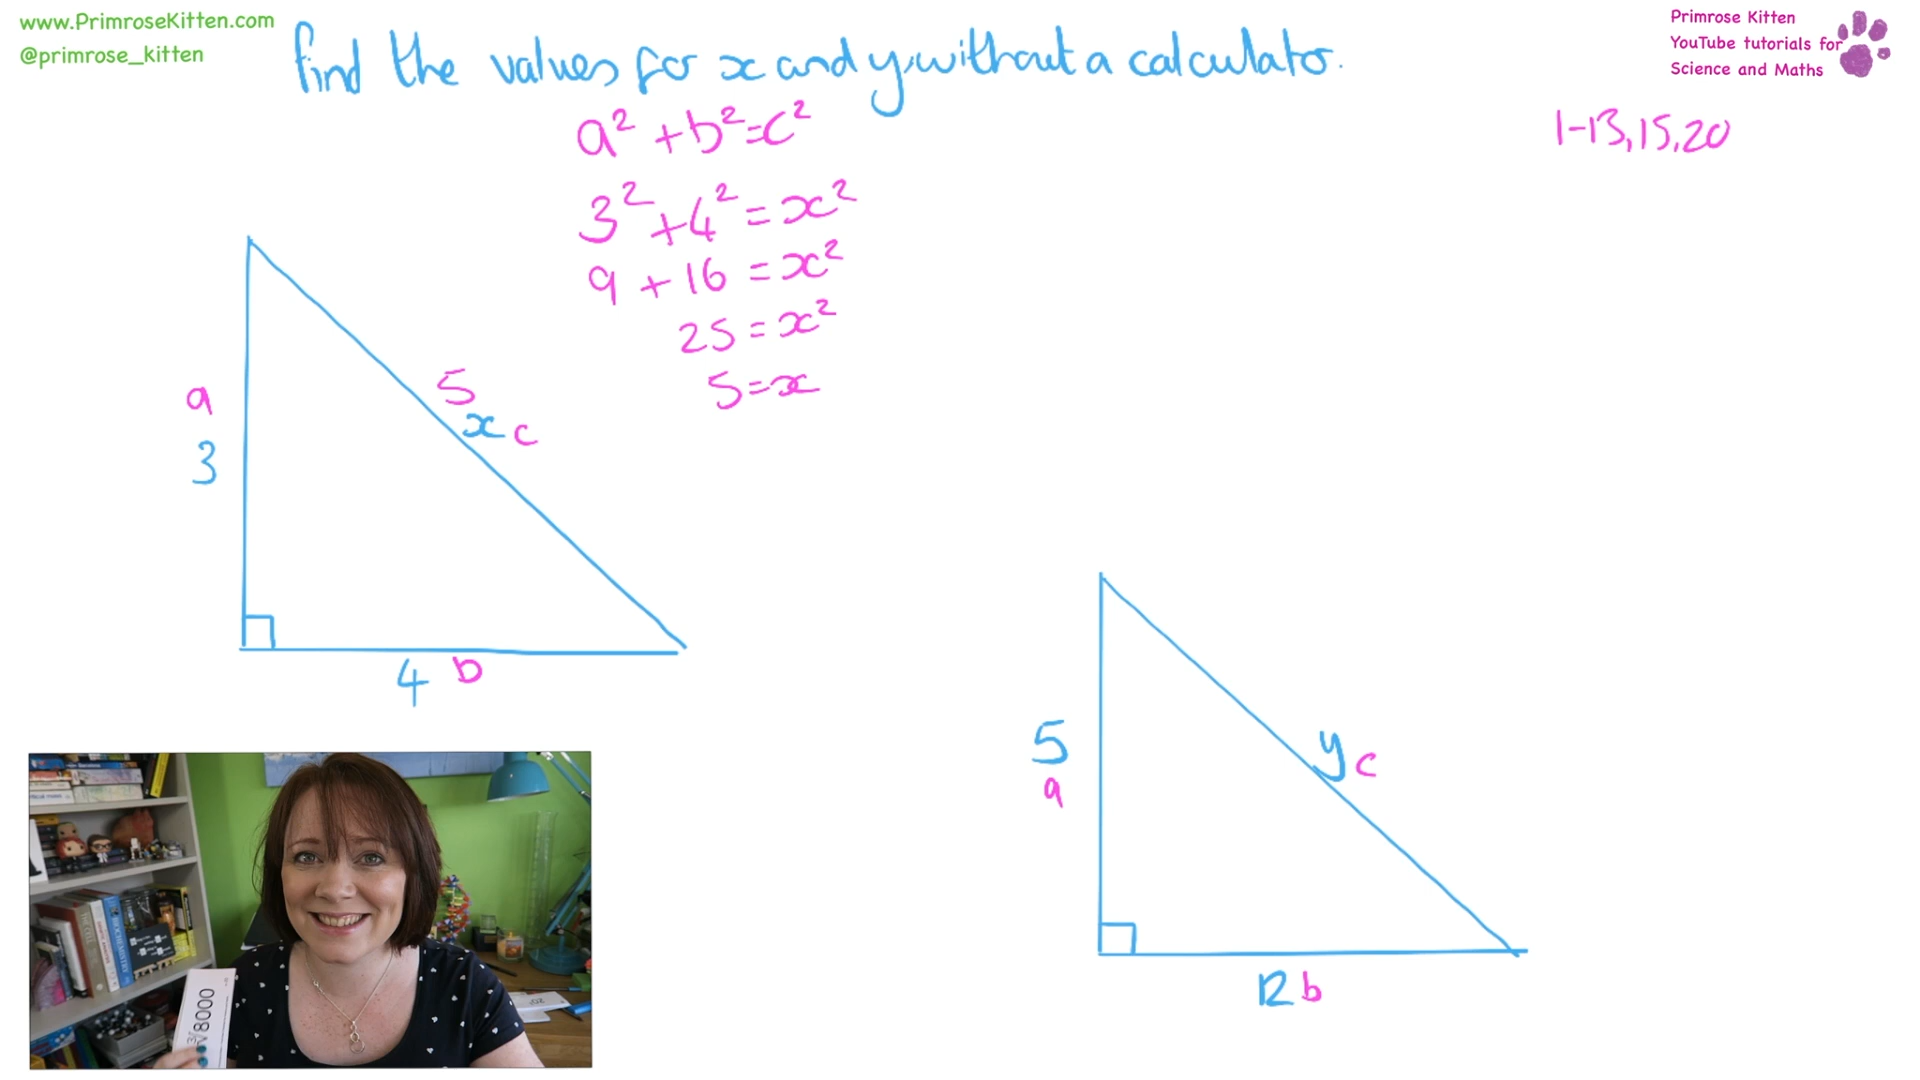 www.PrimroseKitten.com
@primrose_kitten
find the values for x and y, without a calculator.
Primrose Kitten
YouTube tutorials for
Science and Maths
1-13, 15, 20
a² + b² = c²
3² + 4² = x²
9 + 16 = x²
25 = x²
5 = x
a
3
5
x c
4 b
5
a
y c
12 b
∛8000